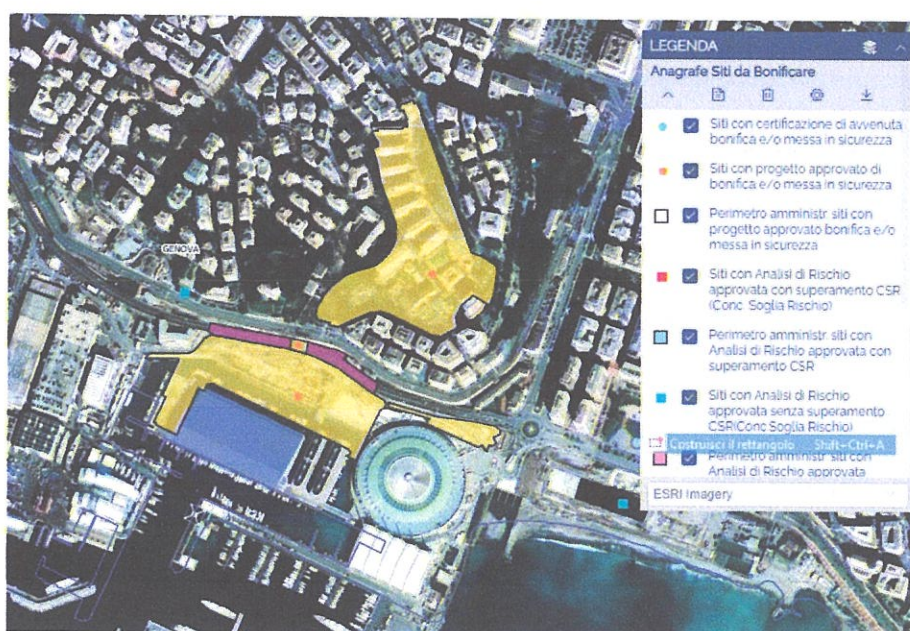 LEGENDA
Anagrafe Siti da Bonificare
Siti con certificazione di avvenuta
bonifica e/o messa in sicurezza
Siti con progetto approvato di
bonifica e/o messa in sicurezza
Perimetro amministr. siti con
progetto approvato bonifica e/o
messa in sicurezza
Siti con Analisi di Rischio
approvata con superamento CSR
(Conc. Soglia Rischio)
Perimetro amministr. siti con
Analisi di Rischio approvata con
superamento CSR
Siti con Analisi di Rischio
approvata senza superamento
CSR(Conc Soglia Rischio)
Costruisci il rettangolo Shift+Ctrl+A
Perimetro amministr siti con
Analisi di Rischio approvata
ESRI Imagery
GENOVA